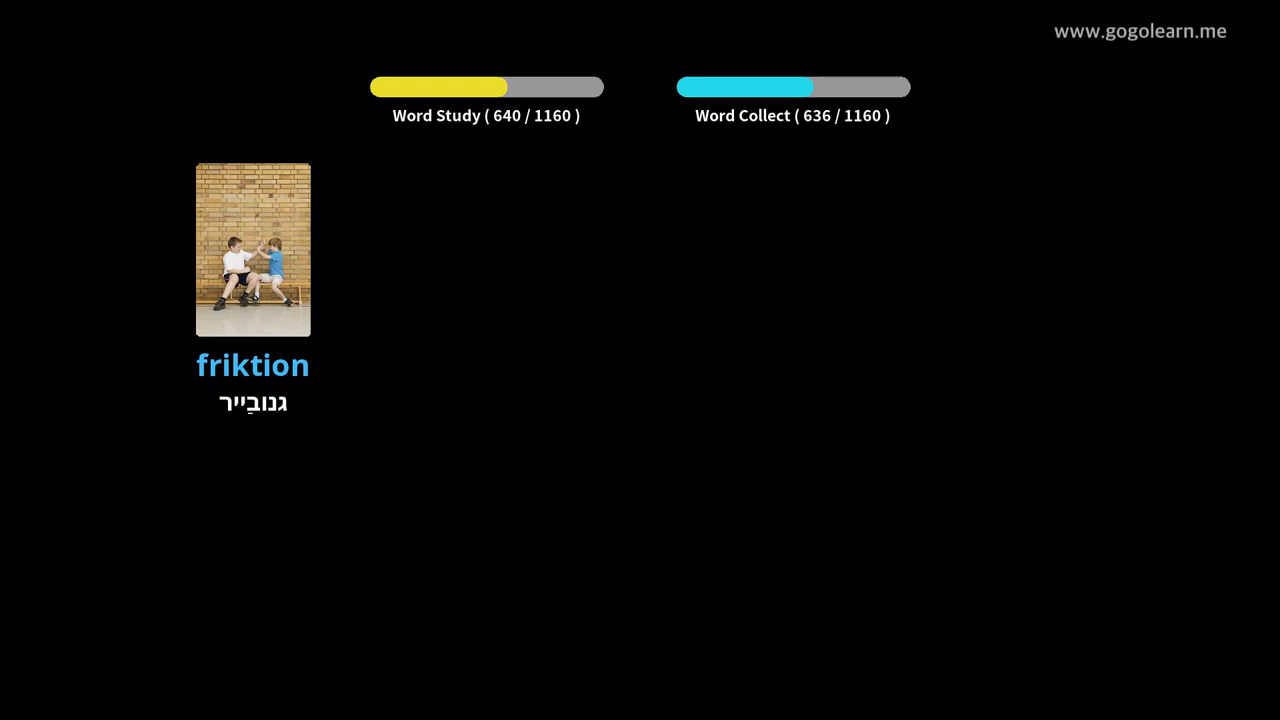 www.gogolearn.me
Word Study ( 640 / 1160 )
Word Collect ( 636 / 1160 )
friktion
גנובַייר